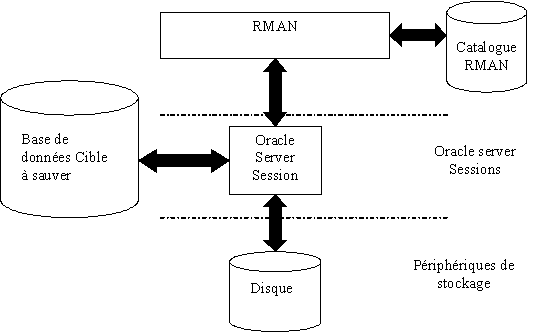 RMAN
Catalogue
RMAN
Base de
données Cible
à sauver
Oracle
Server
Session
Oracle server
Sessions
Périphériques de
stockage
Disque